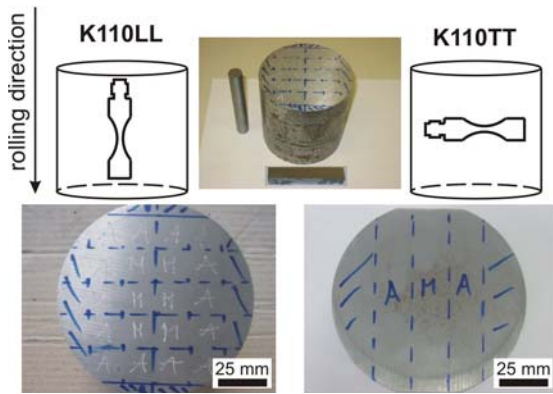 K110LL
K110TT
rolling direction
A A A
M M A
M M A
A M M A
A A A A
25 mm
A M A
25 mm